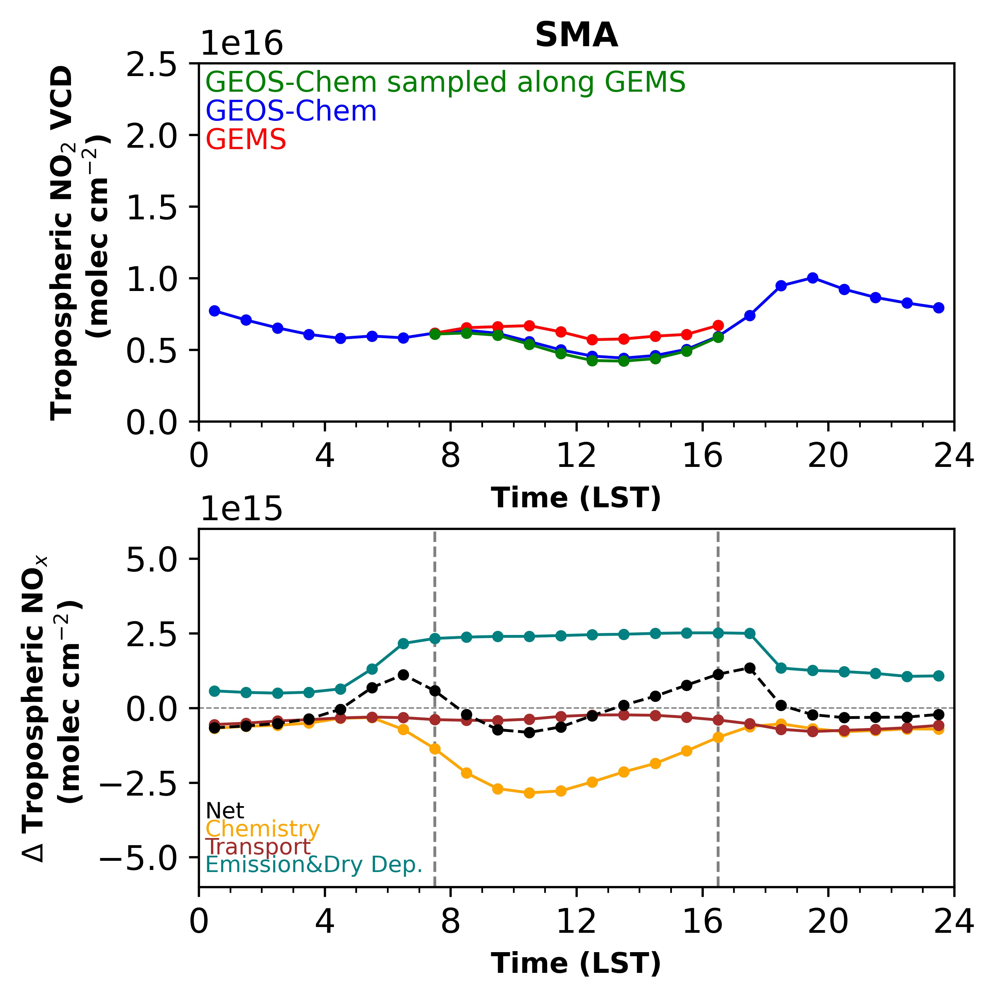 SMA
1e16
Tropospheric NO₂ VCD
(molec cm⁻²)
2.5
2.0
1.5
1.0
0.5
0.0
GEOS-Chem sampled along GEMS
GEOS-Chem
GEMS
0 4 8 12 16 20 24
Time (LST)
1e15
Δ Tropospheric NOₓ
(molec cm⁻²)
5.0
2.5
0.0
−2.5
−5.0
Net
Chemistry
Transport
Emission&Dry Dep.
0 4 8 12 16 20 24
Time (LST)